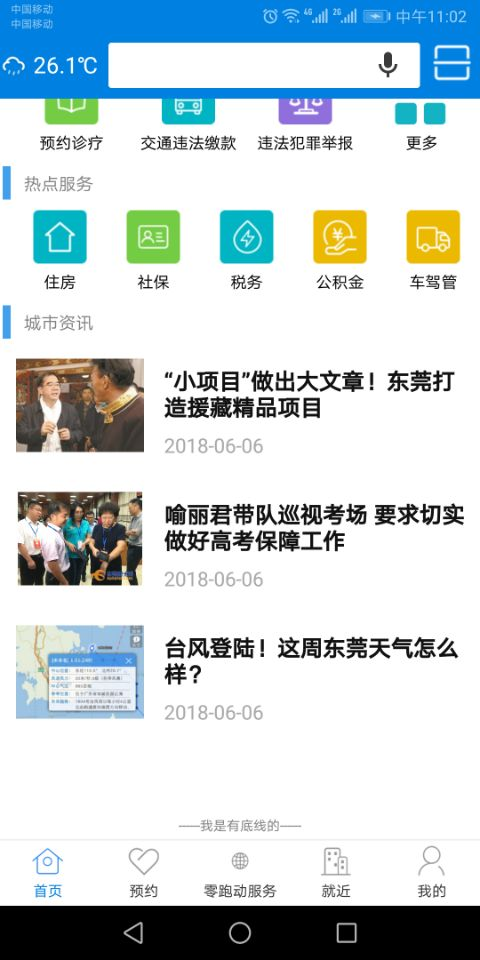 中国移动
中国移动
4G
2G
中午11:02
26.1℃
预约诊疗
交通违法缴款
违法犯罪举报
更多
热点服务
住房
社保
税务
公积金
车驾管
城市资讯
“小项目”做出大文章！东莞打
造援藏精品项目
2018-06-06
喻丽君带队巡视考场 要求切实
做好高考保障工作
2018-06-06
台风登陆！这周东莞天气怎么
样？
2018-06-06
——我是有底线的——
首页
预约
零跑动服务
就近
我的